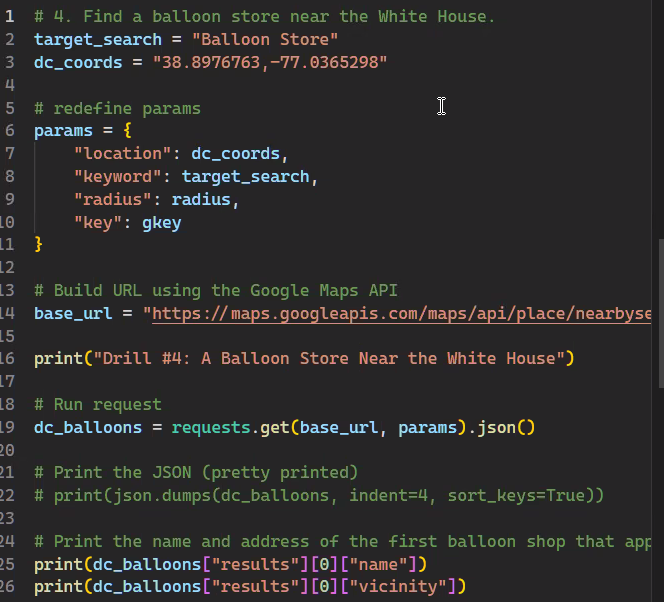 1 # 4. Find a balloon store near the White House.
2 target_search = "Balloon Store"
3 dc_coords = "38.8976763,-77.0365298"
4
5 # redefine params
6 params = {
7     "location": dc_coords,
8     "keyword": target_search,
9     "radius": radius,
10     "key": gkey
11 }
12
13 # Build URL using the Google Maps API
14 base_url = "https://maps.googleapis.com/maps/api/place/nearbyse
15
16 print("Drill #4: A Balloon Store Near the White House")
17
18 # Run request
19 dc_balloons = requests.get(base_url, params).json()
20
21 # Print the JSON (pretty printed)
22 # print(json.dumps(dc_balloons, indent=4, sort_keys=True))
23
24 # Print the name and address of the first balloon shop that app
25 print(dc_balloons["results"][0]["name"])
26 print(dc_balloons["results"][0]["vicinity"])